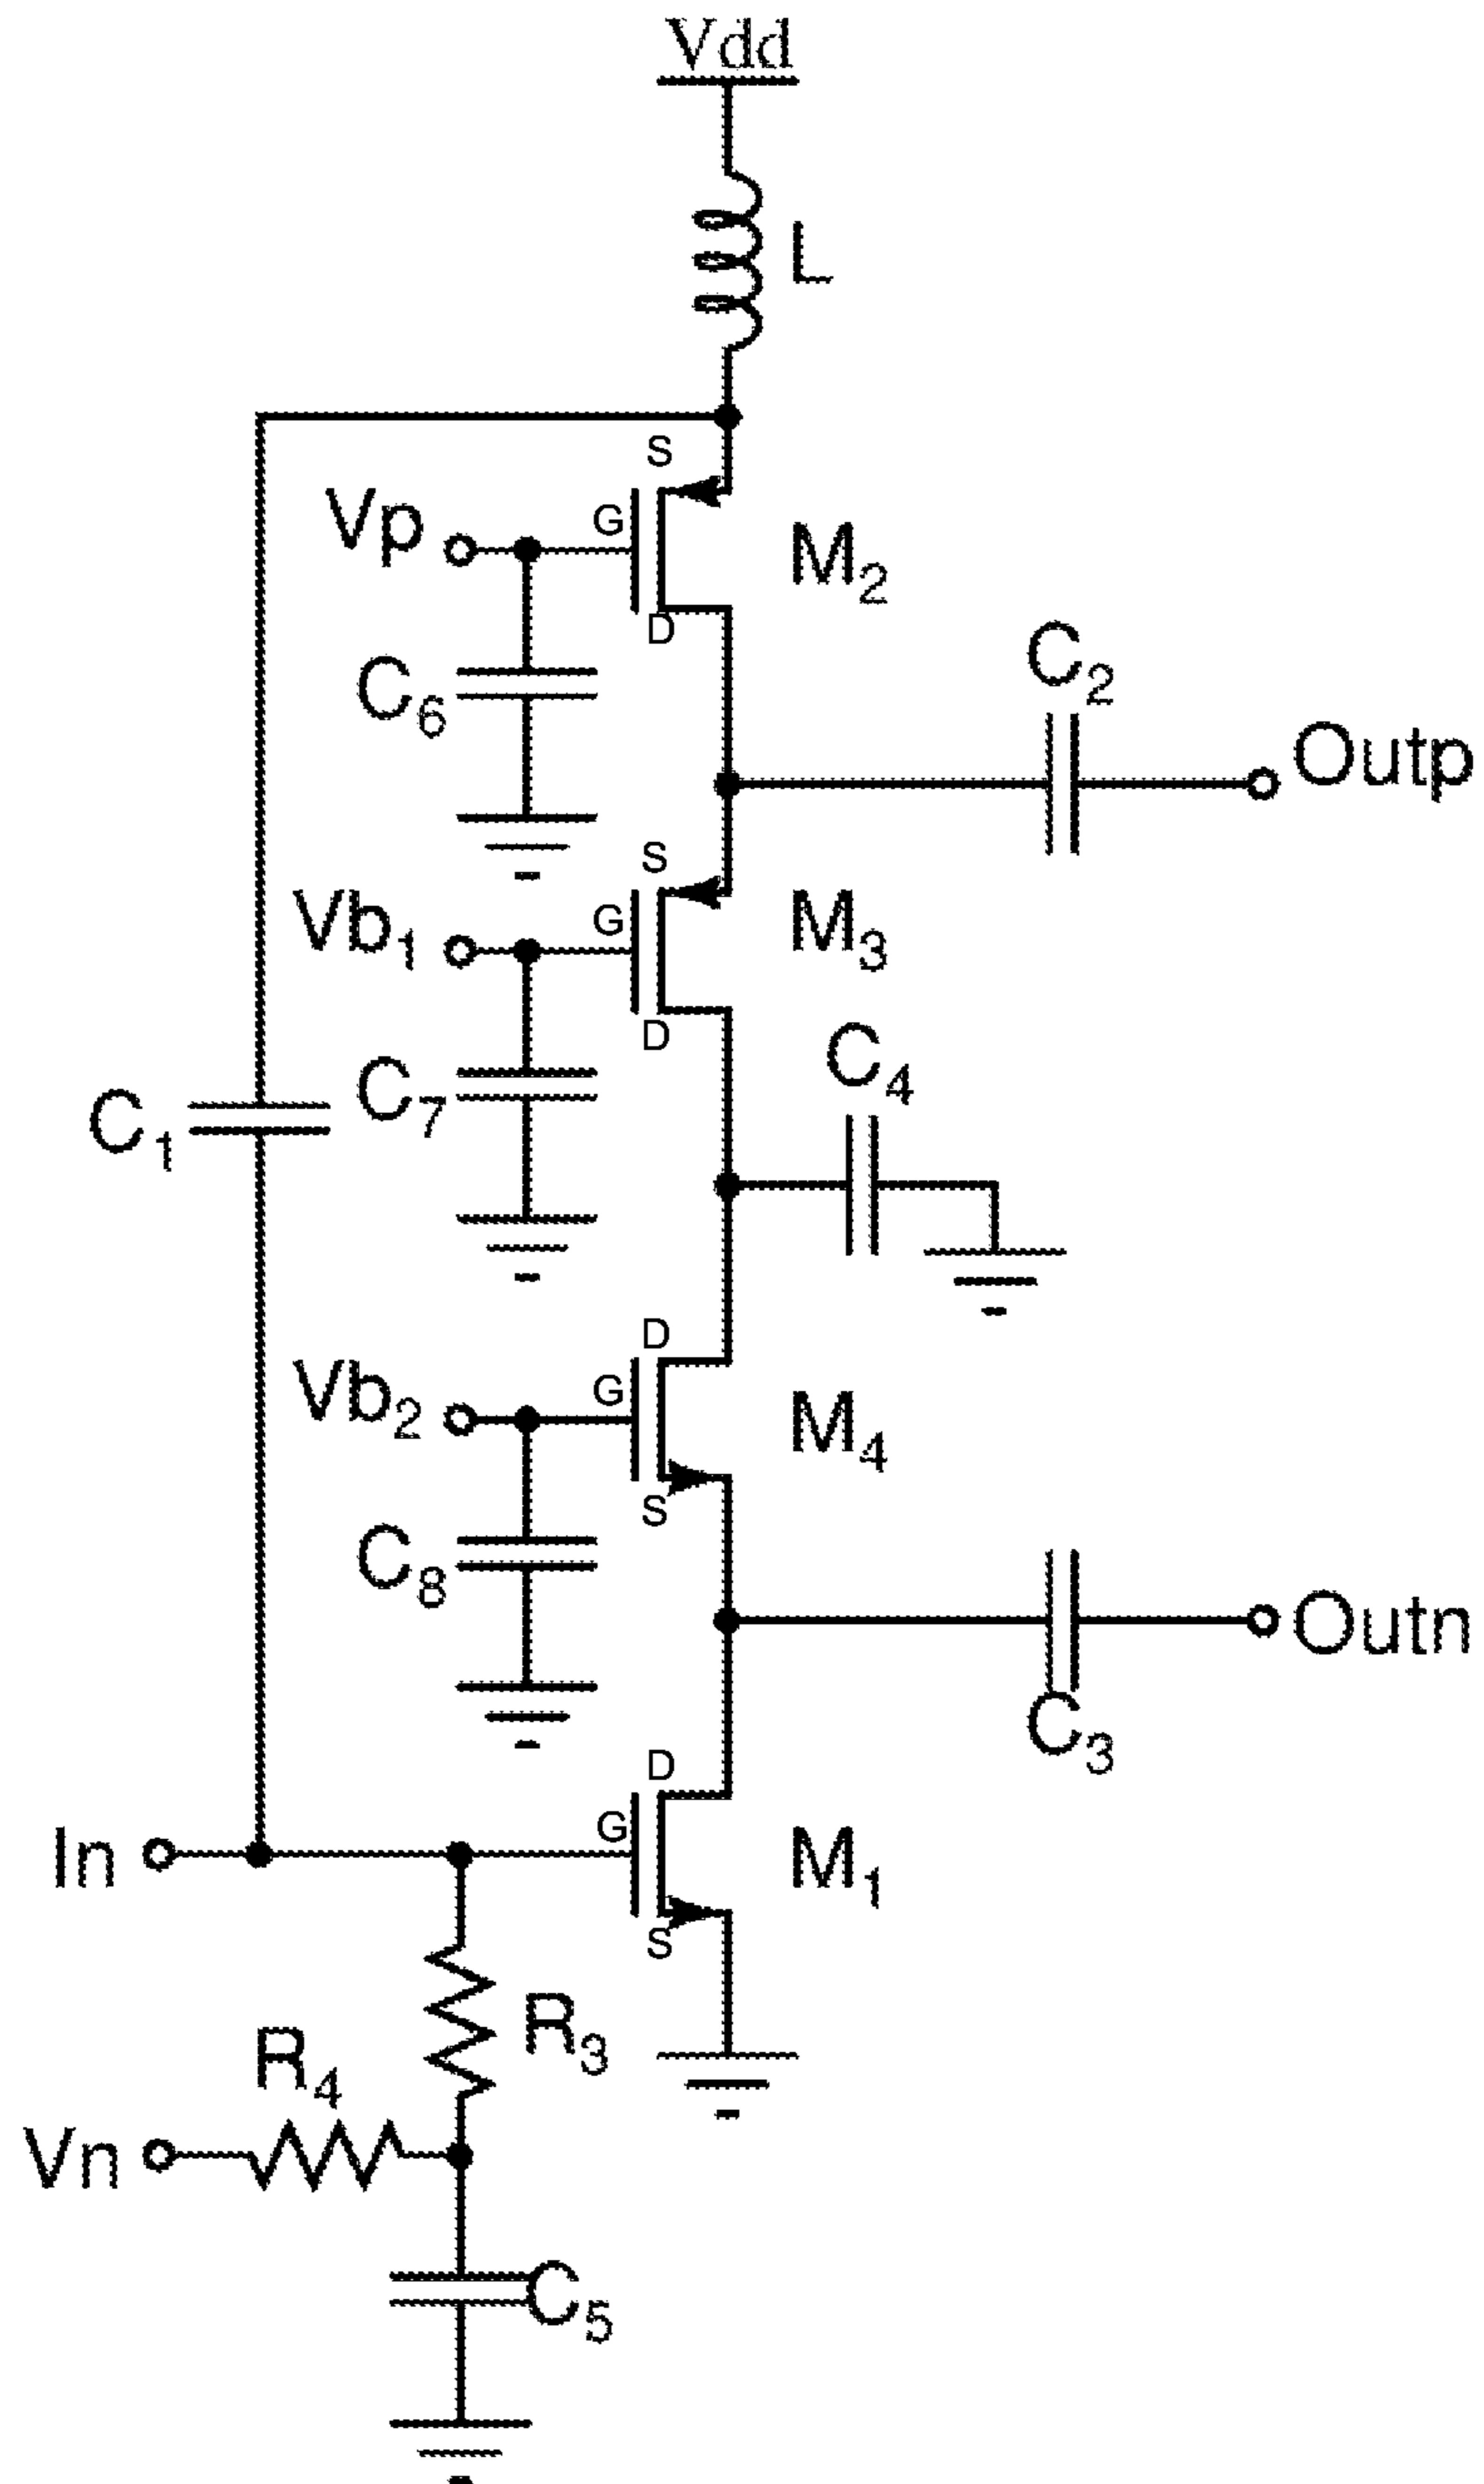 Vdd
L
S
Vp
G
M2
D
C6
C2
Outp
S
Vb1
G
M3
D
C7
C4
C1
D
Vb2
G
M4
S
C8
Outn
C3
D
In
G
M1
S
R3
R4
Vn
C5